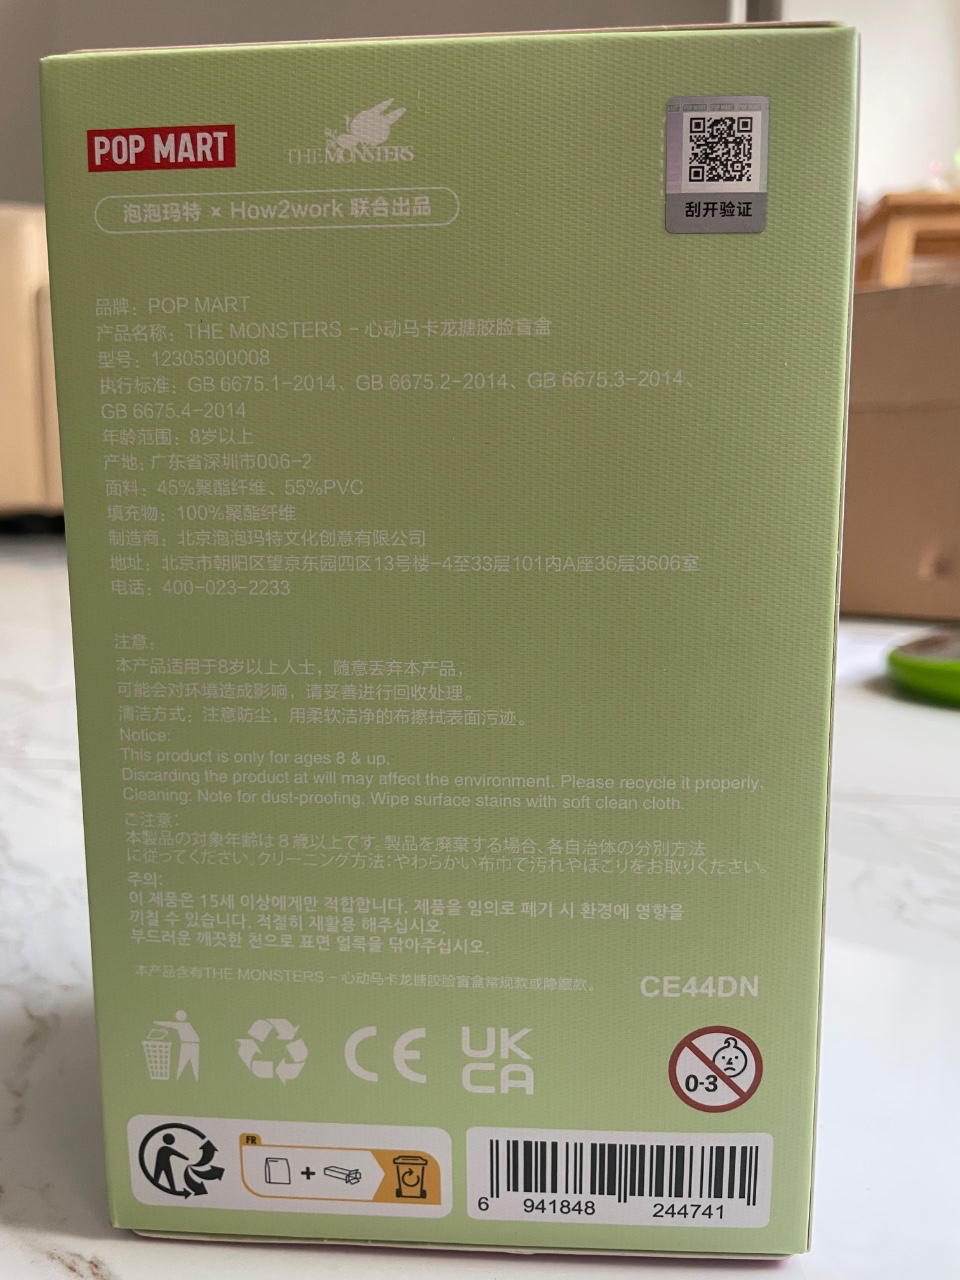 POP MART
THE MONSTERS
刮开验证
泡泡玛特 × How2work 联合出品
品牌：POP MART
产品名称：THE MONSTERS - 心动马卡龙搪胶脸盲盒
型号：12305300008
执行标准：GB 6675.1-2014、GB 6675.2-2014、GB 6675.3-2014、
GB 6675.4-2014
年龄范围：8岁以上
产地：广东省深圳市006-2
面料：45%聚酯纤维、55%PVC
填充物：100%聚酯纤维
制造商：北京泡泡玛特文化创意有限公司
地址：北京市朝阳区望京东园四区13号楼-4至33层101内A座36层3606室
电话：400-023-2233
注意：
本产品适用于8岁以上人士，随意丢弃本产品，
可能会对环境造成影响，请妥善进行回收处理。
清洁方式：注意防尘，用柔软洁净的布擦拭表面污迹。
Notice:
This product is only for ages 8 & up.
Discarding the product at will may affect the environment. Please recycle it properly.
Cleaning: Note for dust-proofing. Wipe surface stains with soft clean cloth.
ご注意：
本製品の対象年齢は８歳以上です。製品を廃棄する場合、各自治体の分別方法
に従ってください。クリーニング方法：やわらかい布巾で汚れやほこりをお取りください。
주의:
이 제품은 15세 이상에게만 적합합니다. 제품을 임의로 폐기 시 환경에 영향을
끼칠 수 있습니다. 적절히 재활용 해주십시오.
부드러운 깨끗한 천으로 표면 얼룩을 닦아주십시오.
本产品含有THE MONSTERS - 心动马卡龙搪胶脸盲盒常规款或隐藏款。
CE44DN
CE
UK
CA
0-3
FR
6 941848 244741